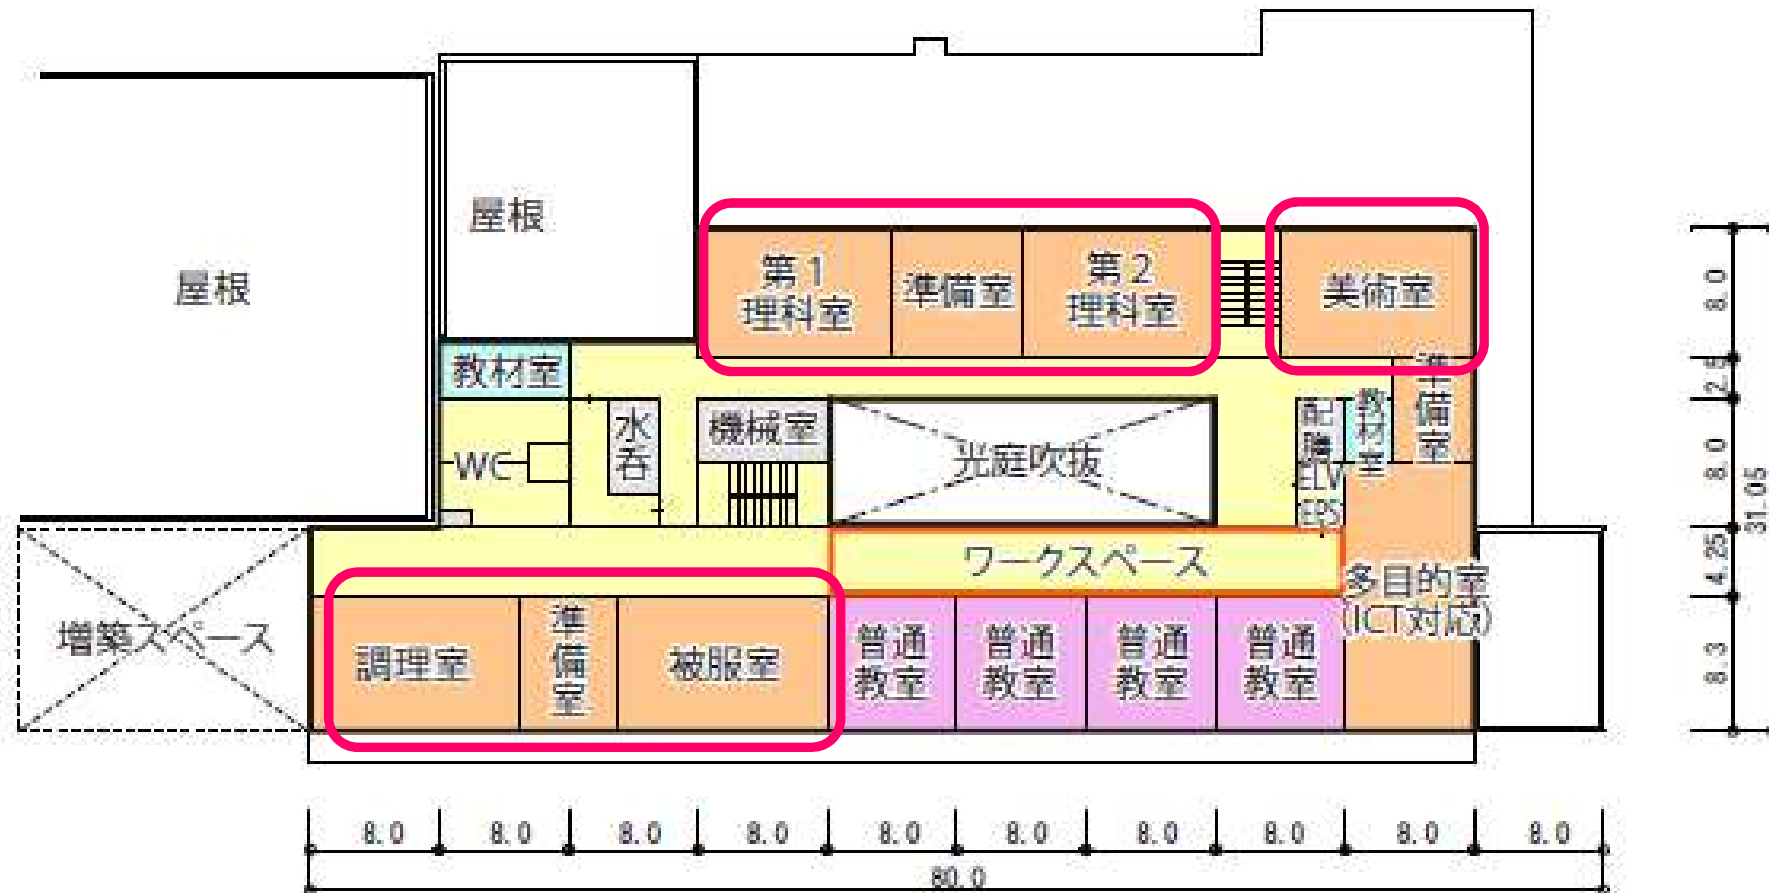 屋根
屋根
第1
理科室
準備室
第2
理科室
美術室
教材室
水呑
機械室
WC
光庭吹抜
配膳
ELV
EPS
教材室
準備室
ワークスペース
多目的室
(ICT対応)
増築スペース
調理室
準備室
被服室
普通
教室
普通
教室
普通
教室
普通
教室
8.0
2.5
8.0
4.25
8.3
31.05
8.0 8.0 8.0 8.0 8.0 8.0 8.0 8.0 8.0 8.0
80.0